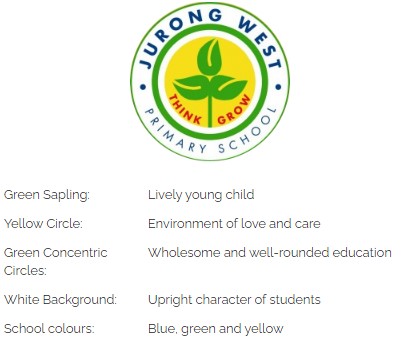 JURONG WEST
THINK GROW
PRIMARY SCHOOL
Green Sapling: Lively young child
Yellow Circle: Environment of love and care
Green Concentric Wholesome and well-rounded education
Circles:
White Background: Upright character of students
School colours: Blue, green and yellow